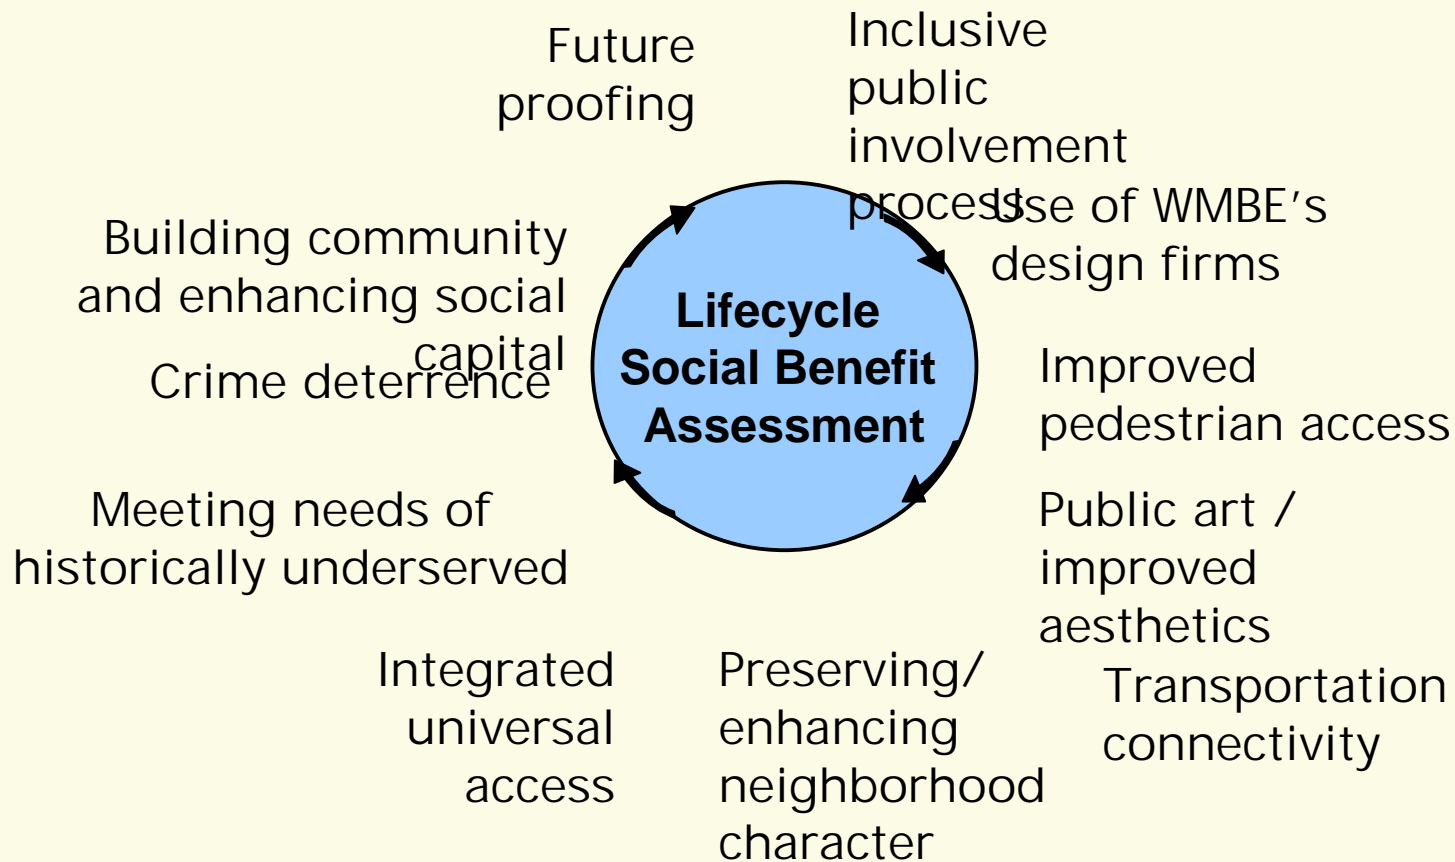 Future
proofing
Inclusive
public
involvement
process
Use of WMBE's
design firms
Building community
and enhancing social
capital
Crime deterrence
Lifecycle
Social Benefit
Assessment
Improved
pedestrian access
Meeting needs of
historically underserved
Public art /
improved
aesthetics
Integrated
universal
access
Preserving/
enhancing
neighborhood
character
Transportation
connectivity